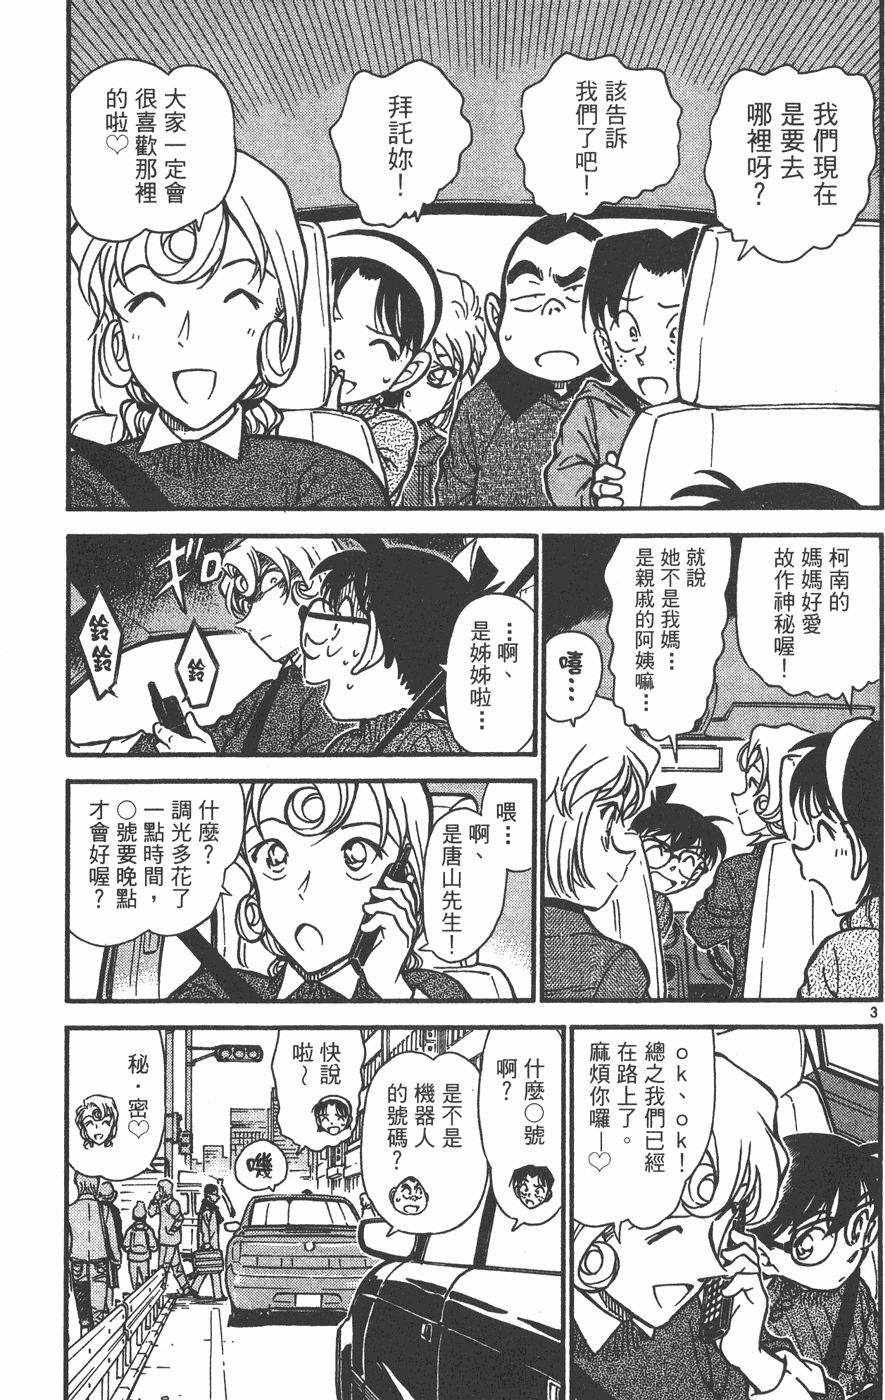 我們現在
是要去
哪裡呀？
該告訴
我們了吧！
拜託妳！
大家一定會
很喜歡那裡
的啦♡
柯南的
媽媽好愛
故作神秘喔！
就說
她不是我媽…
是親戚的阿姨嘛…
嘻…
…啊、
是姊姊啦…
ギロ
鈴
鈴鈴
喂…
啊、
是唐山先生！
什麼？
調光多花了
一點時間，
○號要晚點
才會好喔？
3
ok、ok！
總之我們已經
在路上了。
麻煩你囉—♡
什麼○號
啊？
是不是
機器人
的號碼？
快說
啦～
嘰
秘·密♡